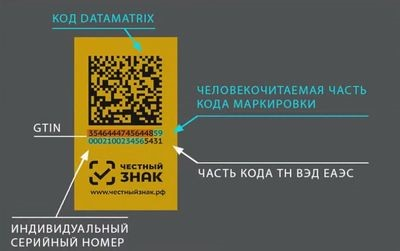 КОД DATAMATRIX
ЧЕЛОВЕКОЧИТАЕМАЯ ЧАСТЬ
КОДА МАРКИРОВКИ
GTIN
3546444745644859
0002100234565431
ЧЕСТНЫЙ
ЗНАК
www.честныйзнак.рф
ЧАСТЬ КОДА ТН ВЭД ЕАЭС
ИНДИВИДУАЛЬНЫЙ
СЕРИЙНЫЙ НОМЕР